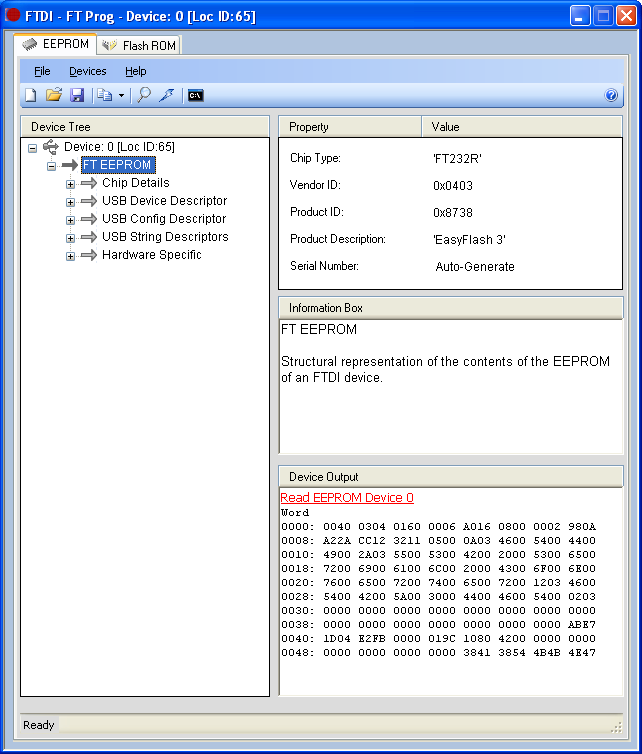 FTDI - FT Prog - Device: 0 [Loc ID:65]
EEPROM Flash ROM
File Devices Help
C:\
Device Tree
Device: 0 [Loc ID:65]
FT EEPROM
Chip Details
USB Device Descriptor
USB Config Descriptor
USB String Descriptors
Hardware Specific
Property Value
Chip Type: 'FT232R'
Vendor ID: 0x0403
Product ID: 0x8738
Product Description: 'EasyFlash 3'
Serial Number: Auto-Generate
Information Box
FT EEPROM
Structural representation of the contents of the EEPROM
of an FTDI device.
Device Output
Read EEPROM Device 0
Word
0000: 0040 0304 0160 0006 A016 0800 0002 980A
0008: A22A CC12 3211 0500 0A03 4600 5400 4400
0010: 4900 2A03 5500 5300 4200 2000 5300 6500
0018: 7200 6900 6100 6C00 2000 4300 6F00 6E00
0020: 7600 6500 7200 7400 6500 7200 1203 4600
0028: 5400 4200 5A00 3000 4400 4600 5400 0203
0030: 0000 0000 0000 0000 0000 0000 0000 0000
0038: 0000 0000 0000 0000 0000 0000 0000 ABE7
0040: 1D04 E2FB 0000 019C 1080 4200 0000 0000
0048: 0000 0000 0000 0000 3841 3854 4B4B 4E47
Ready